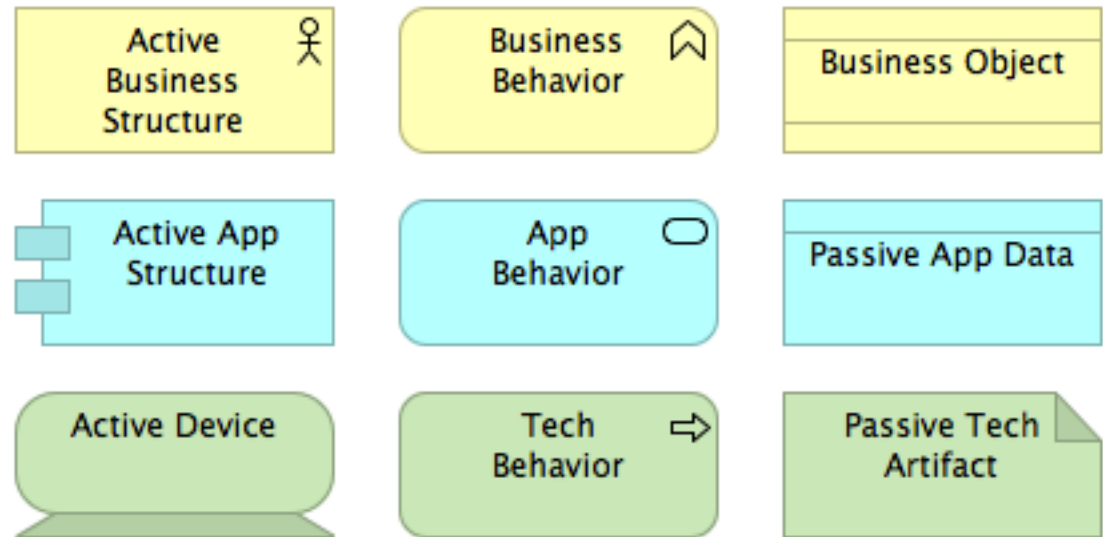 Active
Business
Structure
Business
Behavior
Business Object
Active App
Structure
App
Behavior
Passive App Data
Active Device
Tech
Behavior
Passive Tech
Artifact